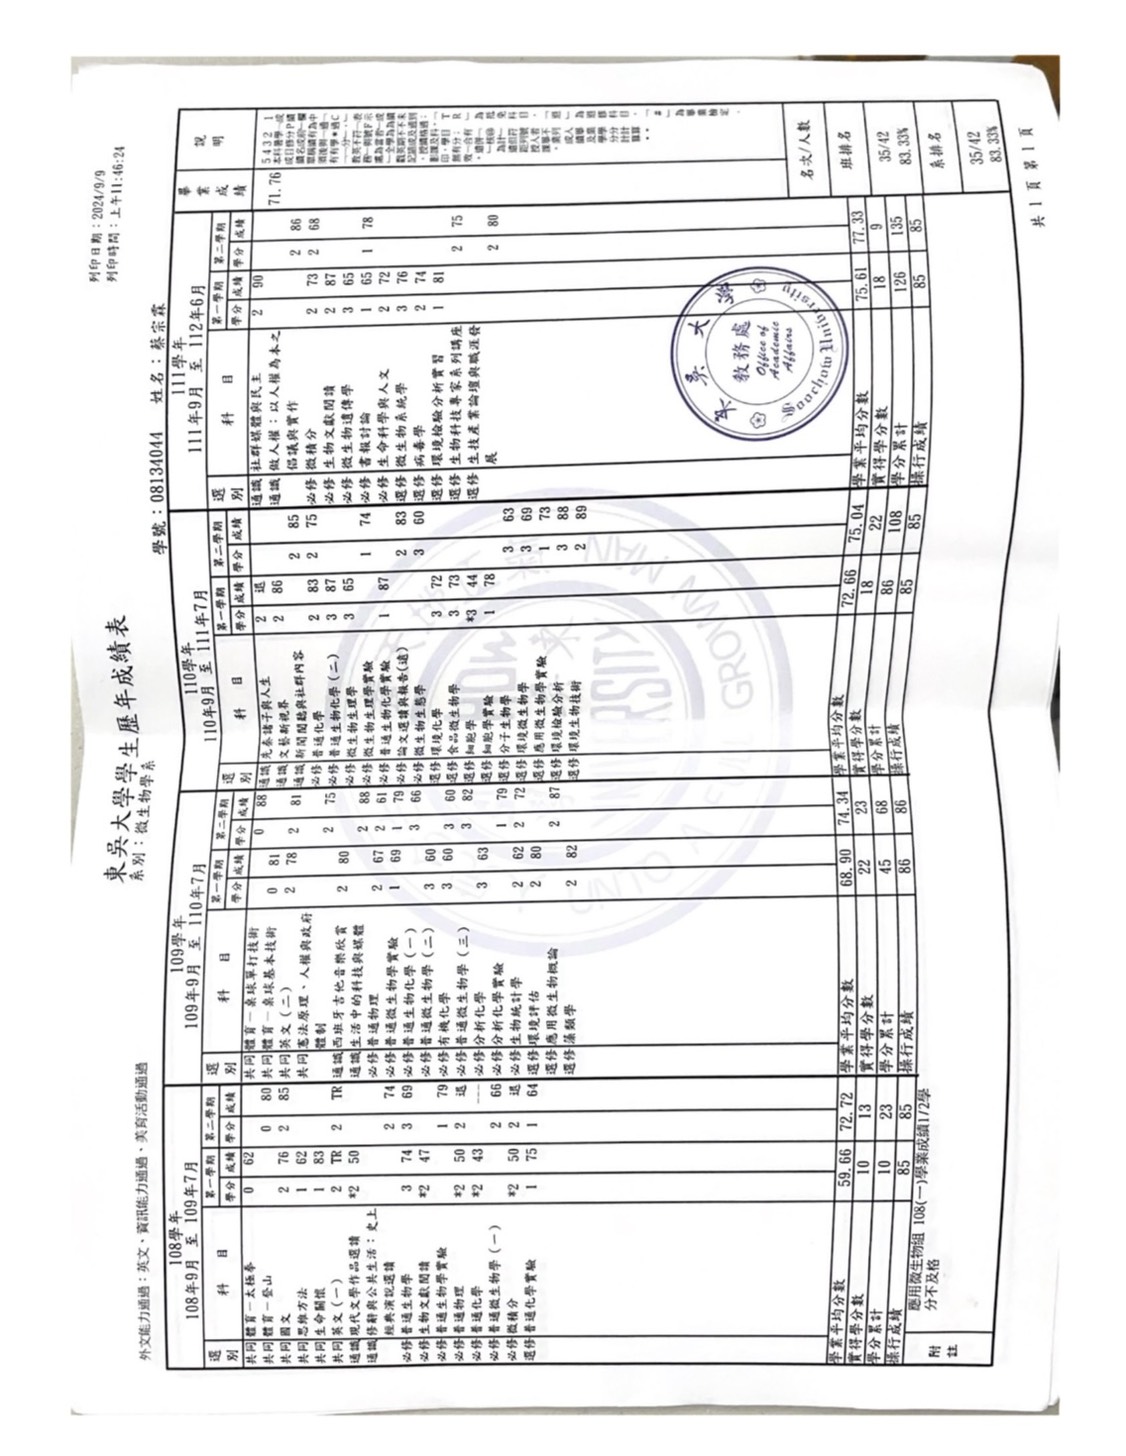 東吳大學學生歷年成績表
系別：微生物學系
學號：08134044 姓名：蔡宗霖
列印日期：2024/9/9
列印時間：上午11:46:24
外文能力通過：英文、資訊能力通過、美育活動通過
108學年
108年9月 至 109年7月
選別 科目 第一學期 第二學期
學分 成績 學分 成績
共同 體育－太極拳 0 62
共同 體育－登山 0 80
共同 國文 2 76 2 85
共同 思維方法 1 62
共同 生命關懷 1 83
共同 英文（一） 2 TR 2 TR
通識 現代文學作品選讀 *2 50
通識 修辭與公共生活：史上
經典演說選讀 2 74
必修 普通生物學 3 74 3 69
必修 生物文獻閱讀 *2 47
必修 普通生物學實驗 1 79
必修 普通物理 *2 50 2 退
必修 普通化學 *2 43 ---
必修 普通微生物學（一） 2 66
必修 微積分 *2 50 2 退
選修 普通化學實驗 1 75 1 64
學業平均分數 59.66 72.72
實得學分數 10 13
學分累計 10 23
操行成績 85 85
109學年
109年9月 至 110年7月
選別 科目 第一學期 第二學期
學分 成績 學分 成績
共同 體育－桌球單打技術 0 88
共同 體育－桌球基本技術 0 81
共同 英文（二） 2 78 2 81
共同 憲法原理、人權與政府
體制 2 75
通識 西班牙吉他音樂欣賞 2 80
通識 生活中的科技與媒體 2 88
必修 普通物理 2 67 2 61
必修 普通微生物學實驗 1 69 1 79
必修 普通生物化學（一） 3 66
必修 普通微生物學（二） 3 60
必修 有機化學 3 60 3 60
必修 普通微生物學（三） 3 82
必修 分析化學 3 63
必修 分析化學實驗 1 79
必修 生物統計學 2 62 2 72
選修 環境評估 2 80
選修 應用微生物概論 2 87
選修 藻類學 2 82
學業平均分數 68.90 74.34
實得學分數 22 23
學分累計 45 68
操行成績 86 86
110學年
110年9月 至 111年7月
選別 科目 第一學期 第二學期
學分 成績 學分 成績
通識 先秦諸子與人生 2 退
通識 文藝新視界 2 86
通識 新聞閱聽與社群內容 2 85
必修 普通化學 2 83 2 75
必修 普通生物化學（二） 3 87
必修 微生物生理學 3 65
必修 微生物生理學實驗 1 74
必修 普通生物化學實驗 1 87
必修 論文選讀與報告(遺) 2 83
必修 微生物生態學 3 60
選修 環境化學 3 72
選修 食品微生物學 3 73
選修 細胞學 *3 44
選修 細胞學實驗 1 78
選修 分子生物學 3 63
選修 環境微生物學 3 69
選修 應用微生物學實驗 1 73
選修 環境檢驗分析 3 88
選修 環境生物技術 2 89
學業平均分數 72.66 75.04
實得學分數 18 22
學分累計 86 108
操行成績 85 85
111學年
111年9月 至 112年6月
選別 科目 第一學期 第二學期
學分 成績 學分 成績
通識 社群媒體與民主 2 90
通識 做人權：以人權為本之
倡議與實作 2 86
必修 微積分 2 73 2 68
必修 生物文獻閱讀 2 87
必修 微生物遺傳學 3 65
必修 書報討論 1 65 1 78
必修 生命科學與人文 2 72
選修 微生物系統學 3 76
選修 病毒學 2 74
選修 環境檢驗分析實習 1 81
選修 生物科技專家系列講座 2 75
選修 生技產業論壇與職涯發
展 2 80
學業平均分數 75.61 77.33
實得學分數 18 9
學分累計 126 135
操行成績 85 85
畢業成績 說明
71.76
名次/人數
班排名
35/42
83.33%
系排名
35/42
83.33%
附註 應用微生物組 108(一)學業成績1/2學
分不及格
東吳大學
教務處
Office of
Academic
Affairs
Soochow University
共 1 頁 第 1 頁